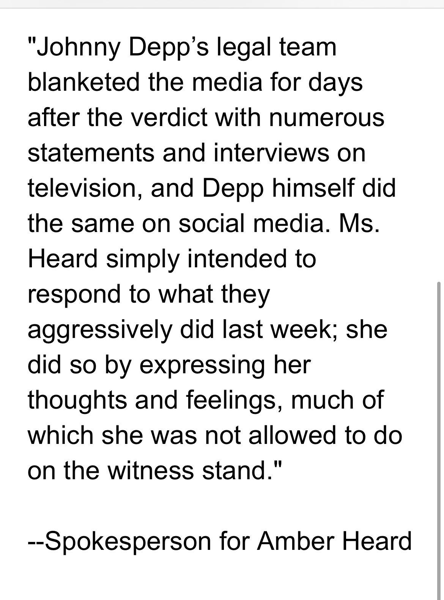 "Johnny Depp’s legal team
blanketed the media for days
after the verdict with numerous
statements and interviews on
television, and Depp himself did
the same on social media. Ms.
Heard simply intended to
respond to what they
aggressively did last week; she
did so by expressing her
thoughts and feelings, much of
which she was not allowed to do
on the witness stand."
--Spokesperson for Amber Heard